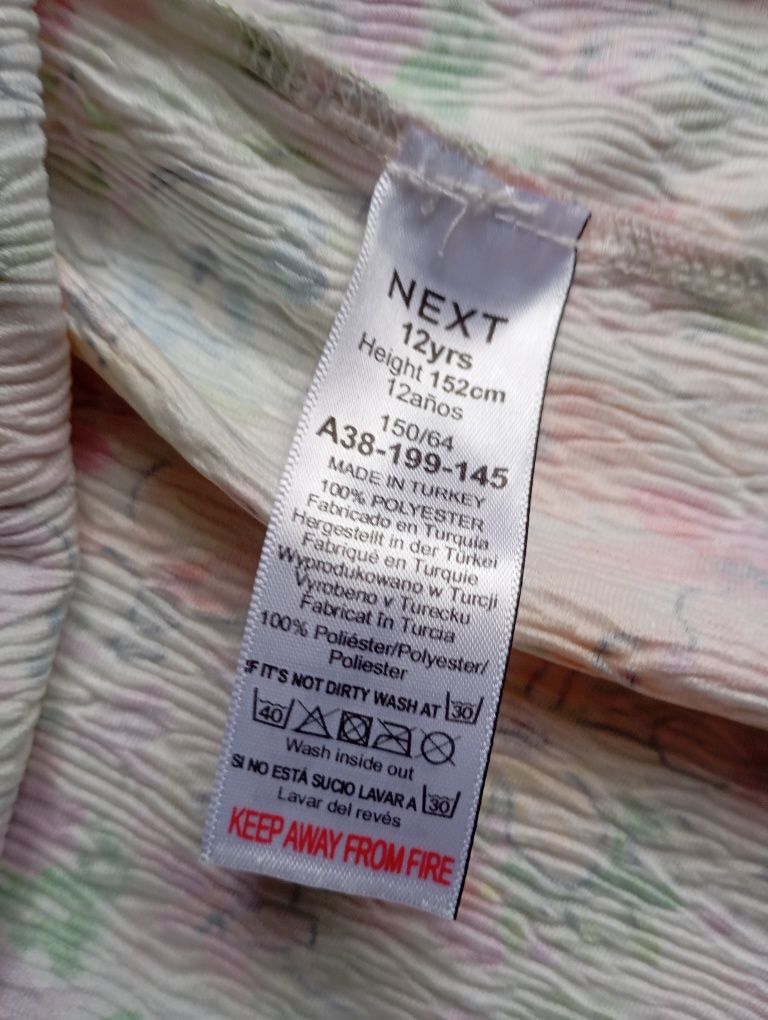 NEXT
12yrs
Height 152cm
12años
150/64
A38-199-145
MADE IN TURKEY
100% POLYESTER
Fabricado en Turquía
Hergestellt in der Türkei
Fabriqué en Turquie
Wyprodukowano w Turcji
Vyrobeno v Turecku
Fabricat în Turcia
100% Poliéster/Polyester/
Poliester
IF IT'S NOT DIRTY WASH AT 30
40
Wash inside out
SI NO ESTÁ SUCIO LAVAR A 30
Lavar del revés
KEEP AWAY FROM FIRE